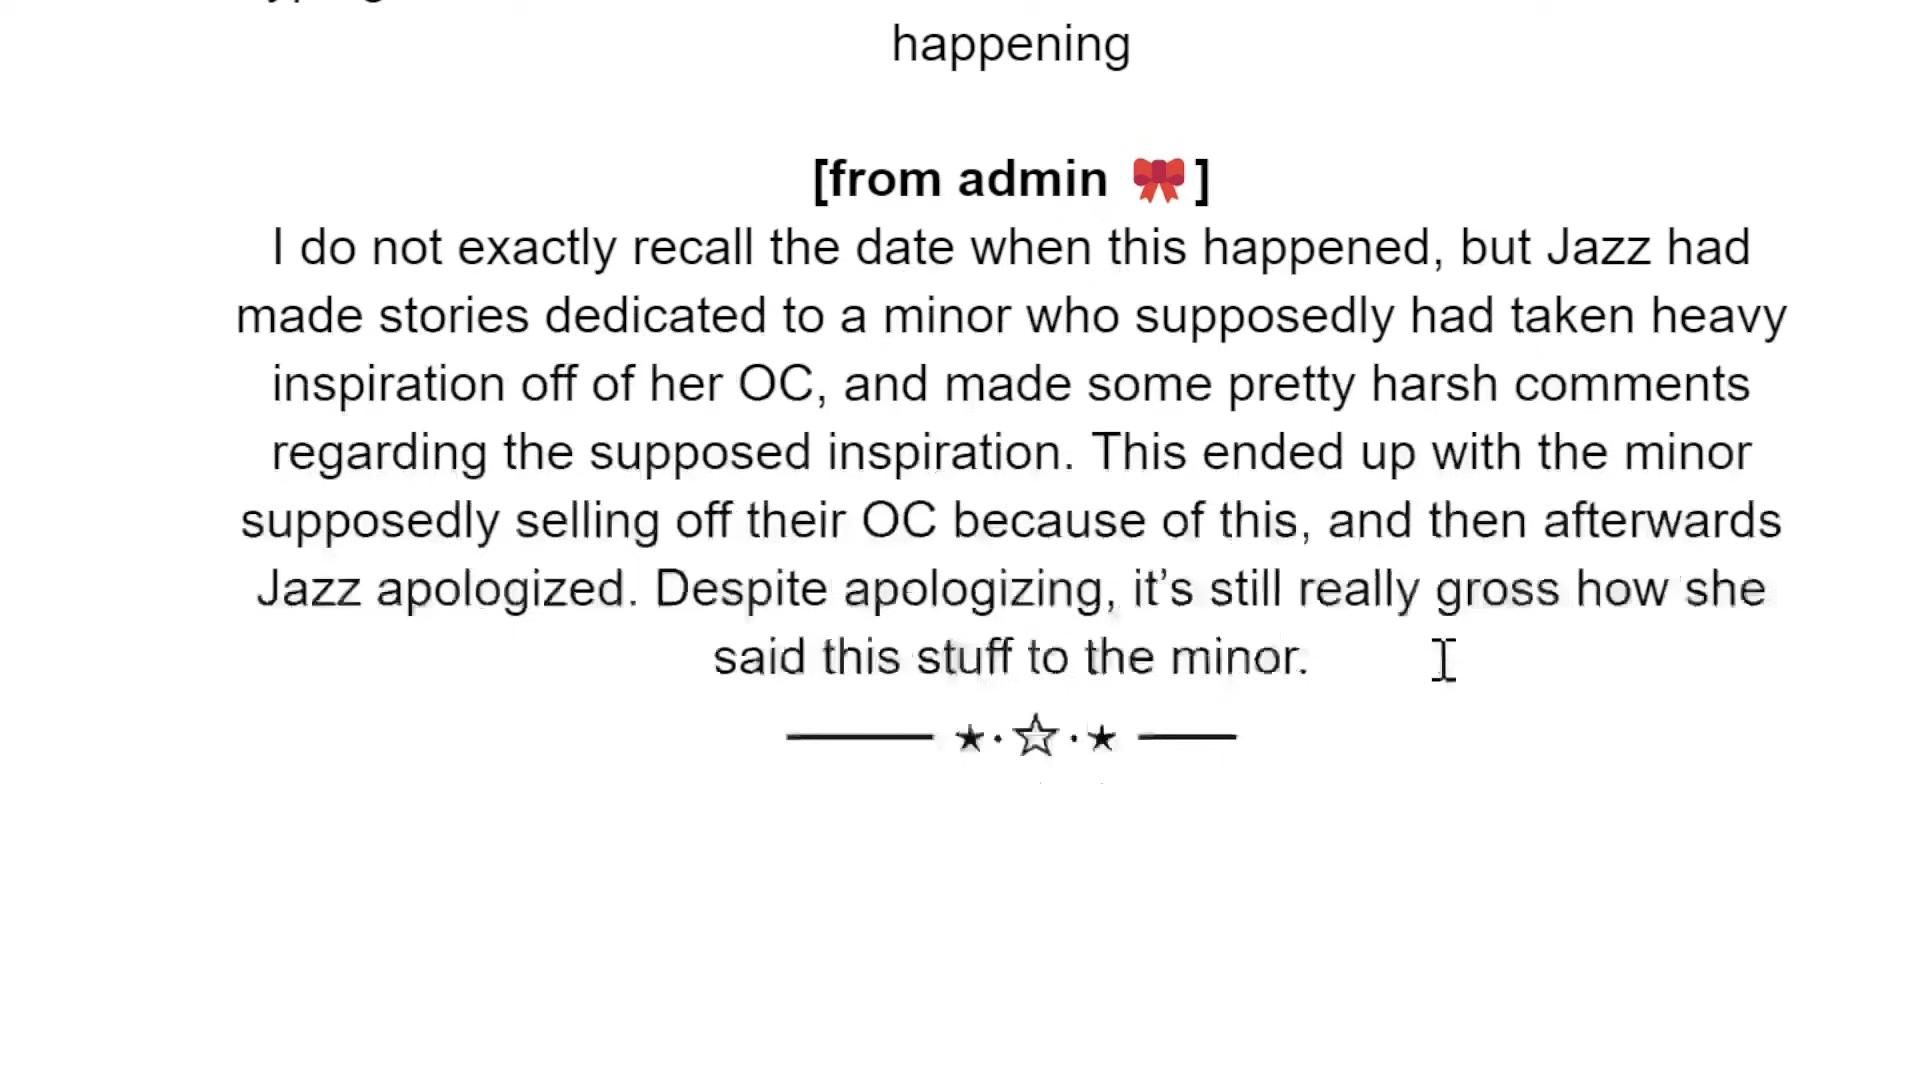 happening
[from admin 🎀]
I do not exactly recall the date when this happened, but Jazz had
made stories dedicated to a minor who supposedly had taken heavy
inspiration off of her OC, and made some pretty harsh comments
regarding the supposed inspiration. This ended up with the minor
supposedly selling off their OC because of this, and then afterwards
Jazz apologized. Despite apologizing, it’s still really gross how she
said this stuff to the minor.